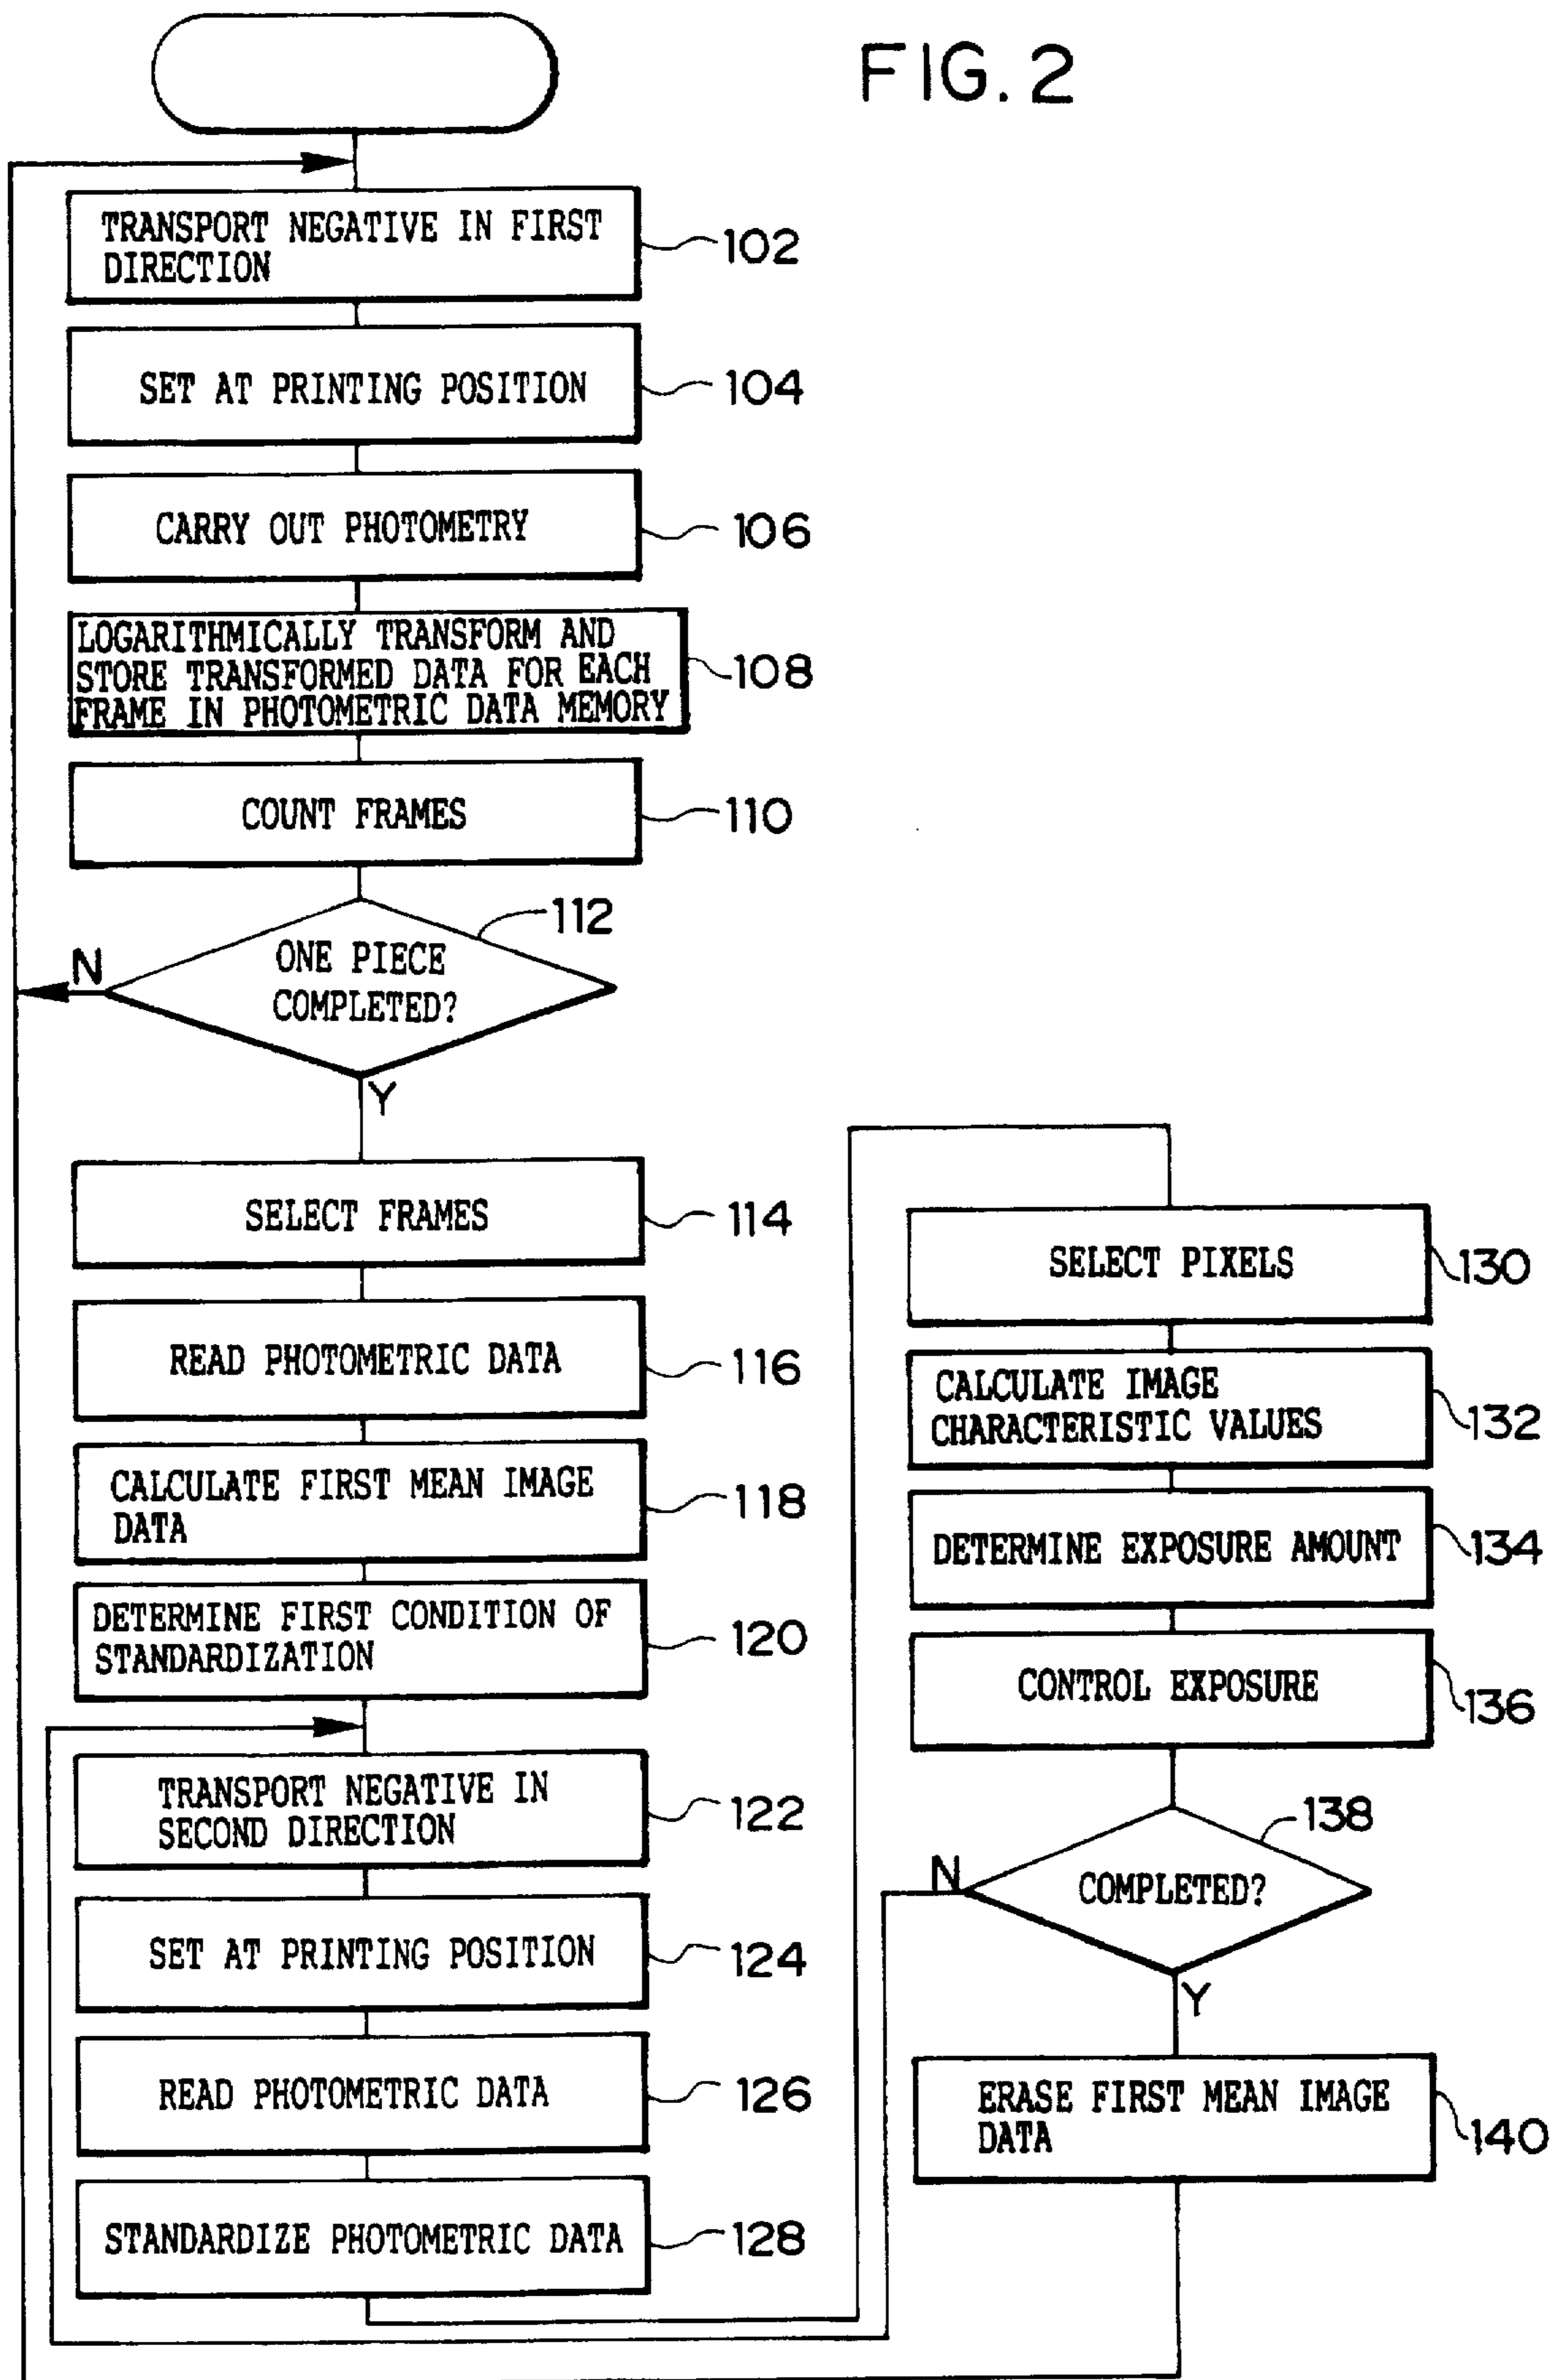 FIG. 2
TRANSPORT NEGATIVE IN FIRST
DIRECTION
102
SET AT PRINTING POSITION
104
CARRY OUT PHOTOMETRY
106
LOGARITHMICALLY TRANSFORM AND
STORE TRANSFORMED DATA FOR EACH
FRAME IN PHOTOMETRIC DATA MEMORY
108
COUNT FRAMES
110
112
ONE PIECE
COMPLETED?
N
Y
SELECT FRAMES
114
READ PHOTOMETRIC DATA
116
CALCULATE FIRST MEAN IMAGE
DATA
118
DETERMINE FIRST CONDITION OF
STANDARDIZATION
120
TRANSPORT NEGATIVE IN
SECOND DIRECTION
122
SET AT PRINTING POSITION
124
READ PHOTOMETRIC DATA
126
STANDARDIZE PHOTOMETRIC DATA
128
SELECT PIXELS
130
CALCULATE IMAGE
CHARACTERISTIC VALUES
132
DETERMINE EXPOSURE AMOUNT
134
CONTROL EXPOSURE
136
138
COMPLETED?
N
Y
ERASE FIRST MEAN IMAGE
DATA
140